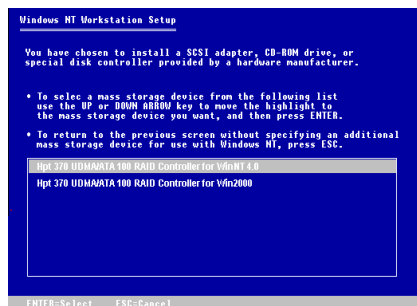 Windows NT Workstation Setup
You have chosen to install a SCSI adapter, CD-ROM drive, or
special disk controller provided by a hardware manufacturer.
• To selec a mass storage device from the following list
use the UP or DOWN ARROW key to move the highlight to
the mass storage device you want, and then press ENTER.
• To return to the previous screen without specifying an additional
mass storage device for use with Windows NT, press ESC.
Hpt 370 UDMA/ATA 100 RAID Controller for WinNT 4.0
Hpt 370 UDMA/ATA 100 RAID Controller for Win2000
ENTER=Select ESC=Cancel